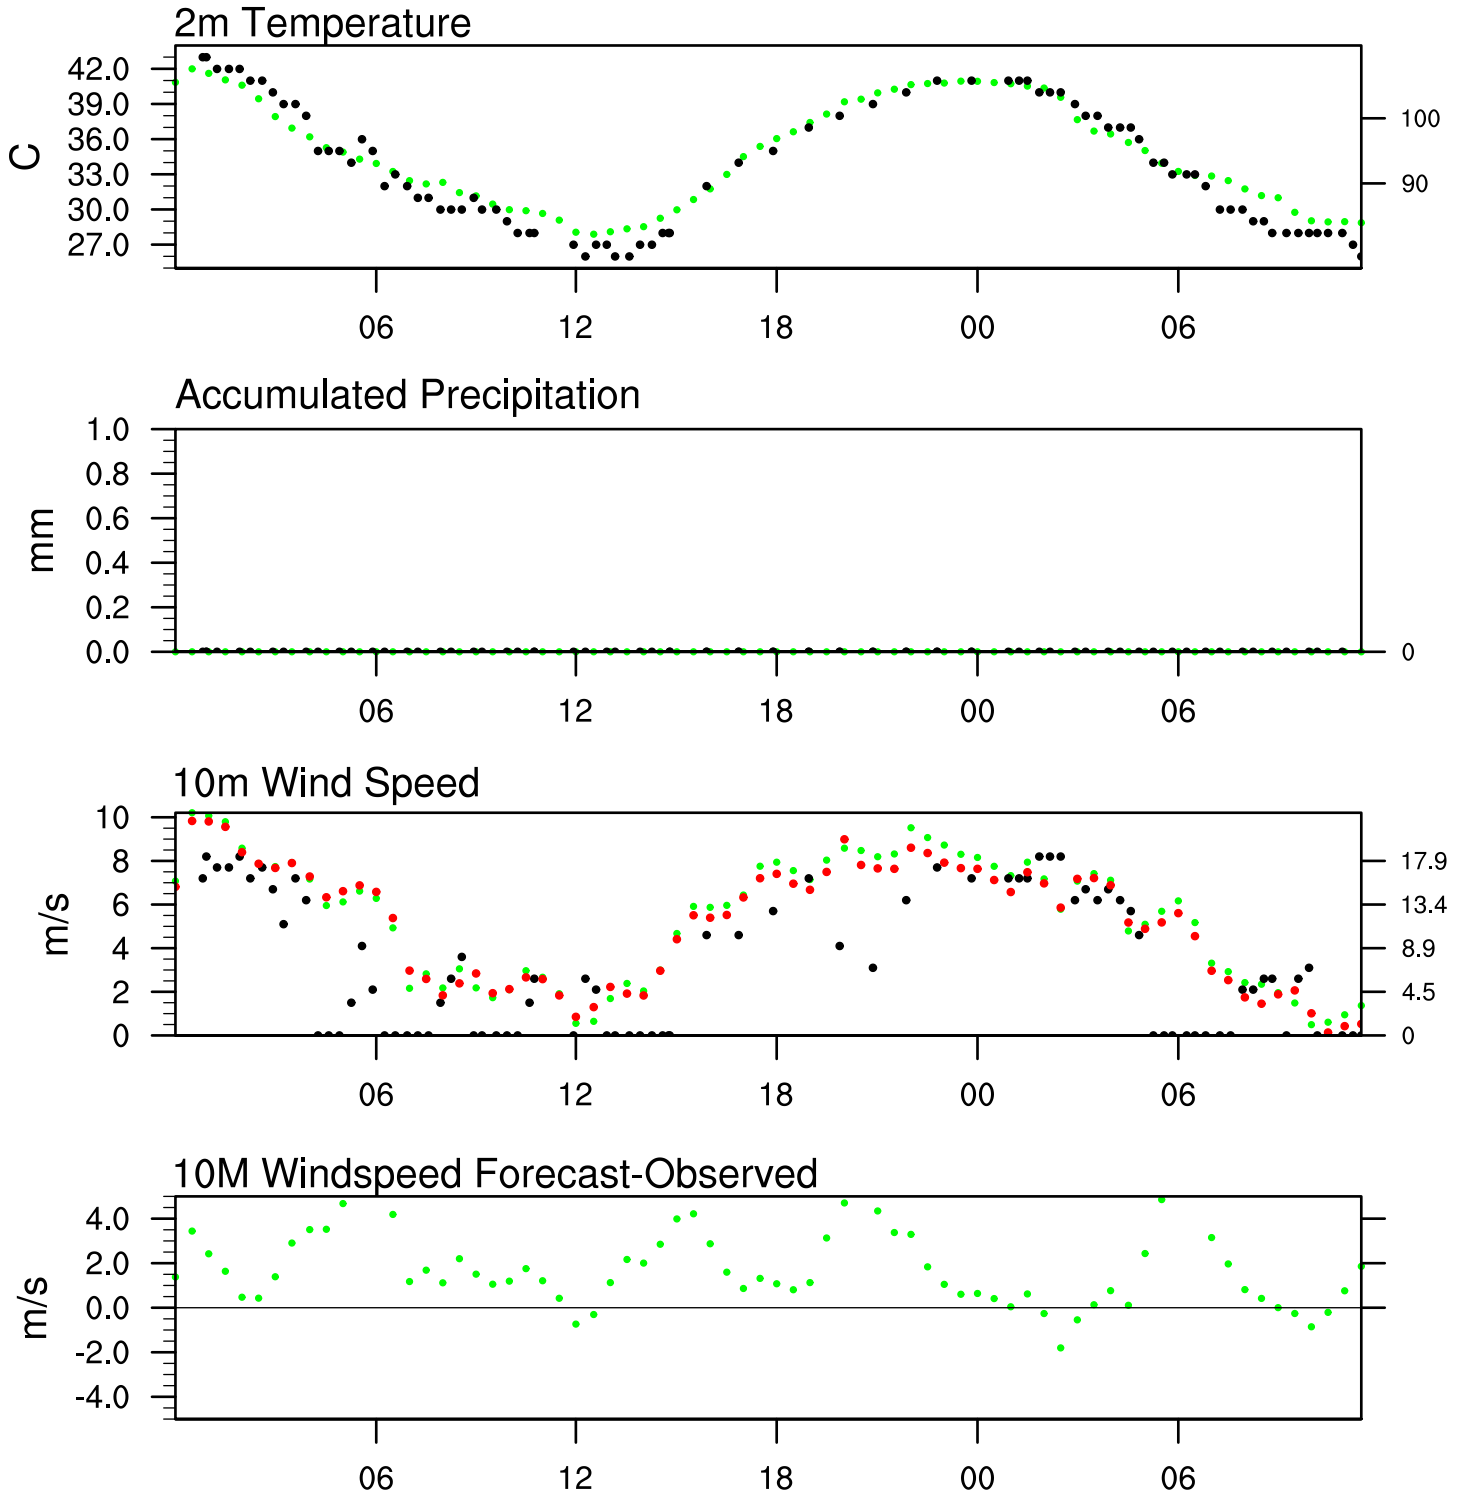 2m Temperature
42.0
39.0
36.0
33.0
30.0
27.0
C
100
90
06 12 18 00 06
Accumulated Precipitation
1.0
0.8
0.6
0.4
0.2
0.0
mm
0
06 12 18 00 06
10m Wind Speed
10
8
6
4
2
0
m/s
17.9
13.4
8.9
4.5
0
06 12 18 00 06
10M Windspeed Forecast-Observed
4.0
2.0
0.0
-2.0
-4.0
m/s
06 12 18 00 06